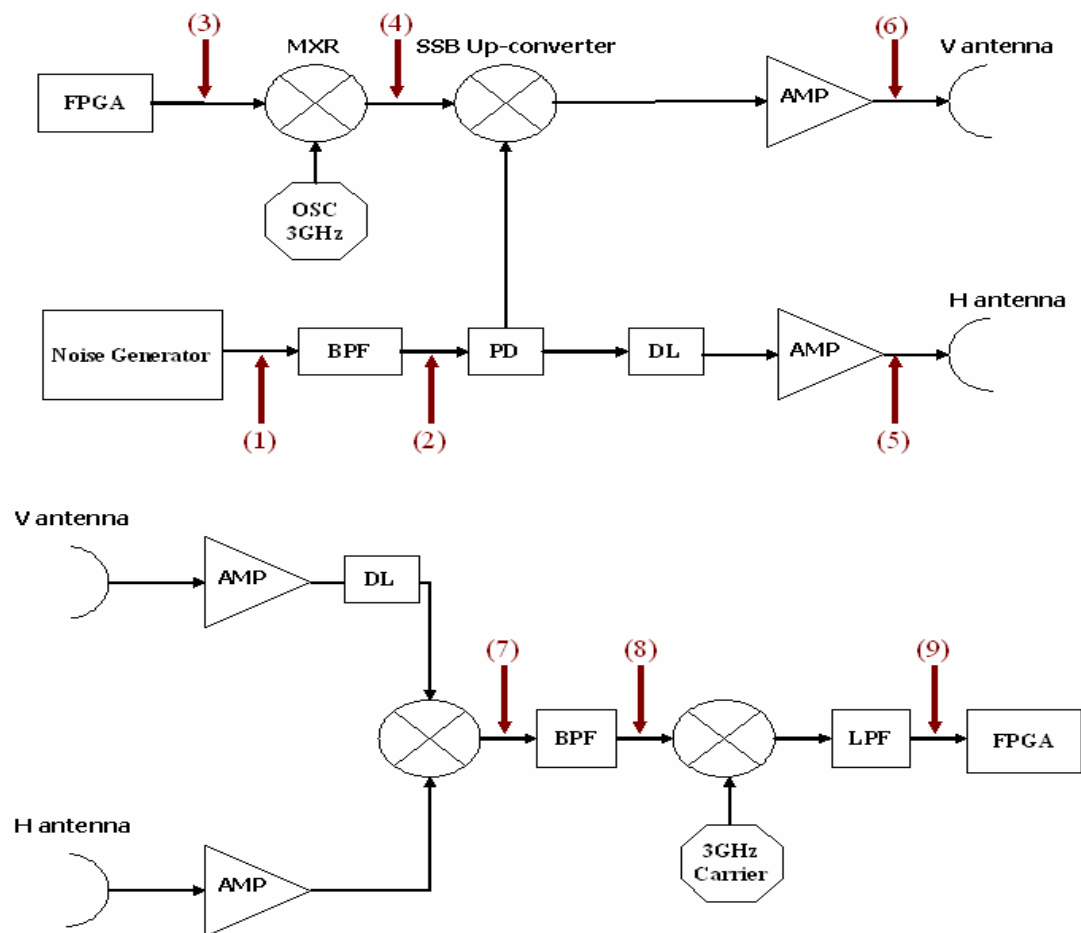 (3)
(4)
(6)
MXR
SSB Up-converter
V antenna
FPGA
AMP
OSC
3GHz
H antenna
Noise Generator
BPF
PD
DL
AMP
(1)
(2)
(5)
V antenna
AMP
DL
(7)
(8)
(9)
BPF
LPF
FPGA
H antenna
AMP
3GHz
Carrier